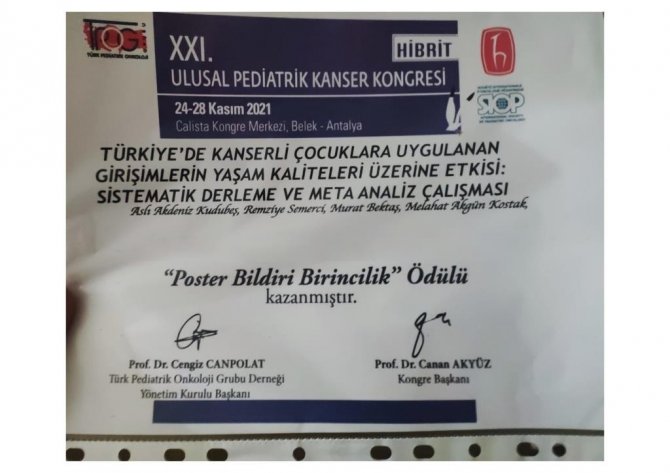 TPOG
TÜRK PEDİATRİK ONKOLOJİ
XXI.
HİBRİT
ULUSAL PEDİATRİK KANSER KONGRESİ
24-28 Kasım 2021
Calista Kongre Merkezi, Belek - Antalya
SIOP
TÜRKİYE'DE KANSERLİ ÇOCUKLARA UYGULANAN
GİRİŞİMLERİN YAŞAM KALİTELERİ ÜZERİNE ETKİSİ:
SİSTEMATİK DERLEME VE META ANALİZ ÇALIŞMASI
Aslı Akdeniz Kudubeş, Remziye Semerci, Murat Bektaş, Melahat Akgün Kostak,
"Poster Bildiri Birincilik" Ödülü
kazanmıştır.
Prof. Dr. Cengiz CANPOLAT
Türk Pediatrik Onkoloji Grubu Derneği
Yönetim Kurulu Başkanı
Prof. Dr. Canan AKYÜZ
Kongre Başkanı